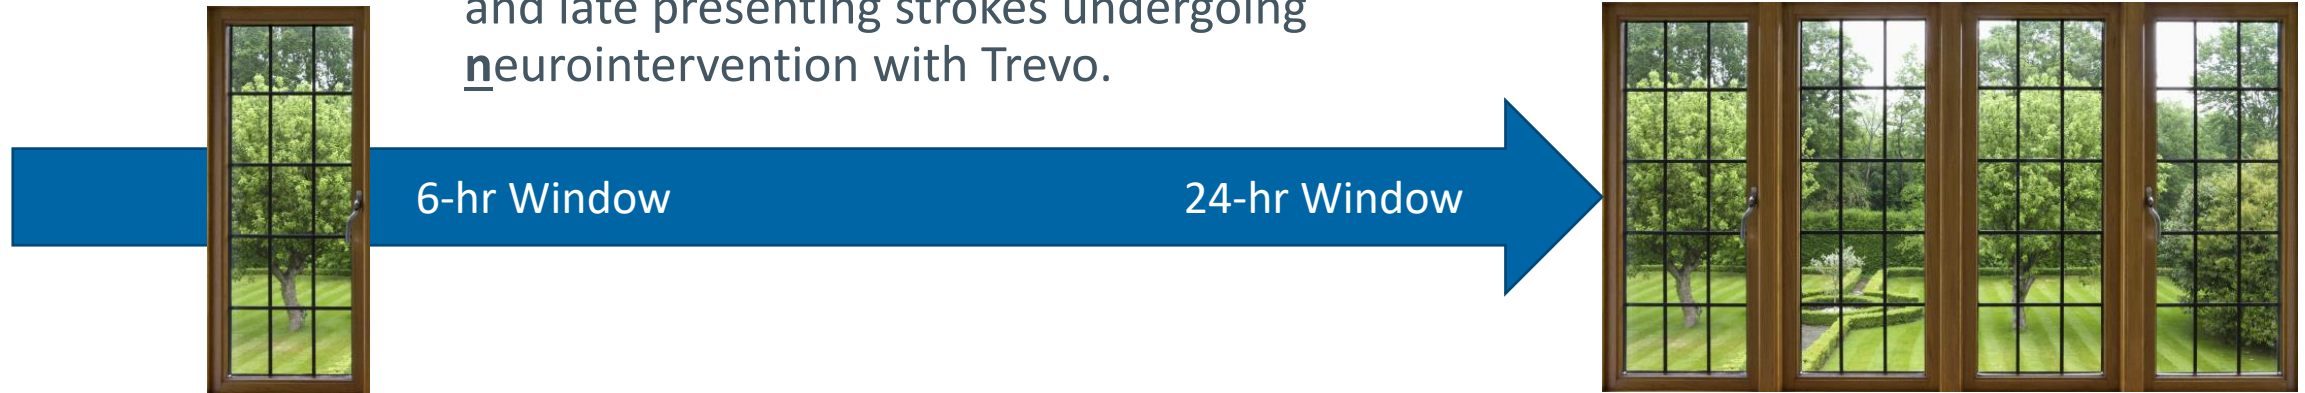 and late presenting strokes undergoing
neurointervention with Trevo.
6-hr Window
24-hr Window